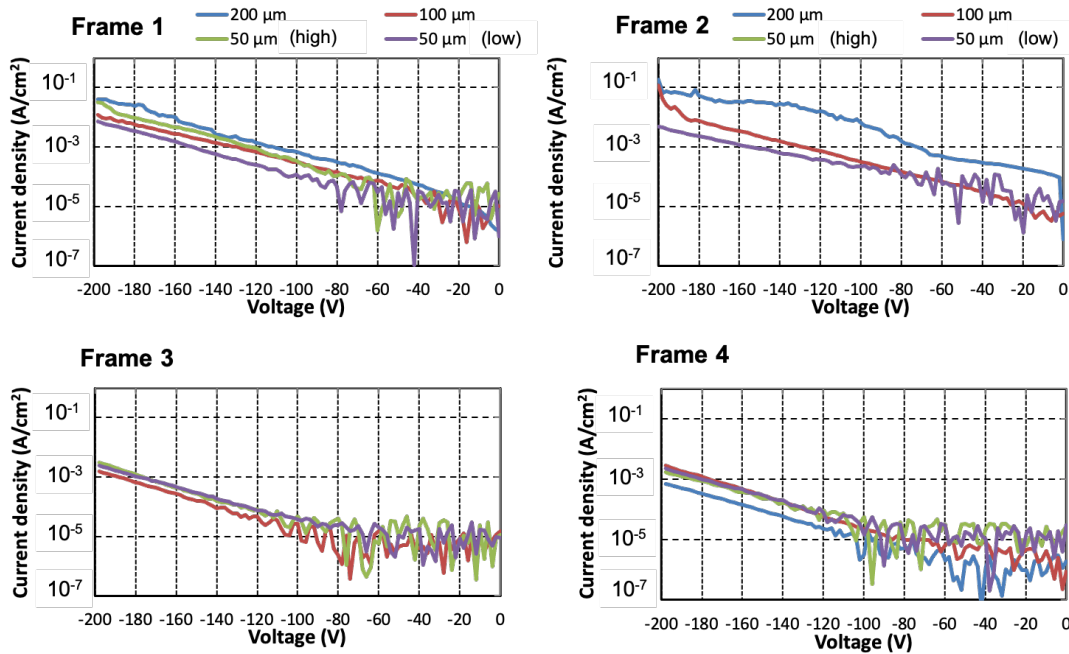 Frame 1
200 µm
100 µm
50 µm (high)
50 µm (low)
Current density (A/cm²)
10⁻¹
10⁻³
10⁻⁵
10⁻⁷
-200 -180 -160 -140 -120 -100 -80 -60 -40 -20 0
Voltage (V)
Frame 2
200 µm
100 µm
50 µm (high)
50 µm (low)
Current density (A/cm²)
10⁻¹
10⁻³
10⁻⁵
10⁻⁷
-200 -180 -160 -140 -120 -100 -80 -60 -40 -20 0
Voltage (V)
Frame 3
Current density (A/cm²)
10⁻¹
10⁻³
10⁻⁵
10⁻⁷
-200 -180 -160 -140 -120 -100 -80 -60 -40 -20 0
Voltage (V)
Frame 4
Current density (A/cm²)
10⁻¹
10⁻³
10⁻⁵
10⁻⁷
-200 -180 -160 -140 -120 -100 -80 -60 -40 -20 0
Voltage (V)